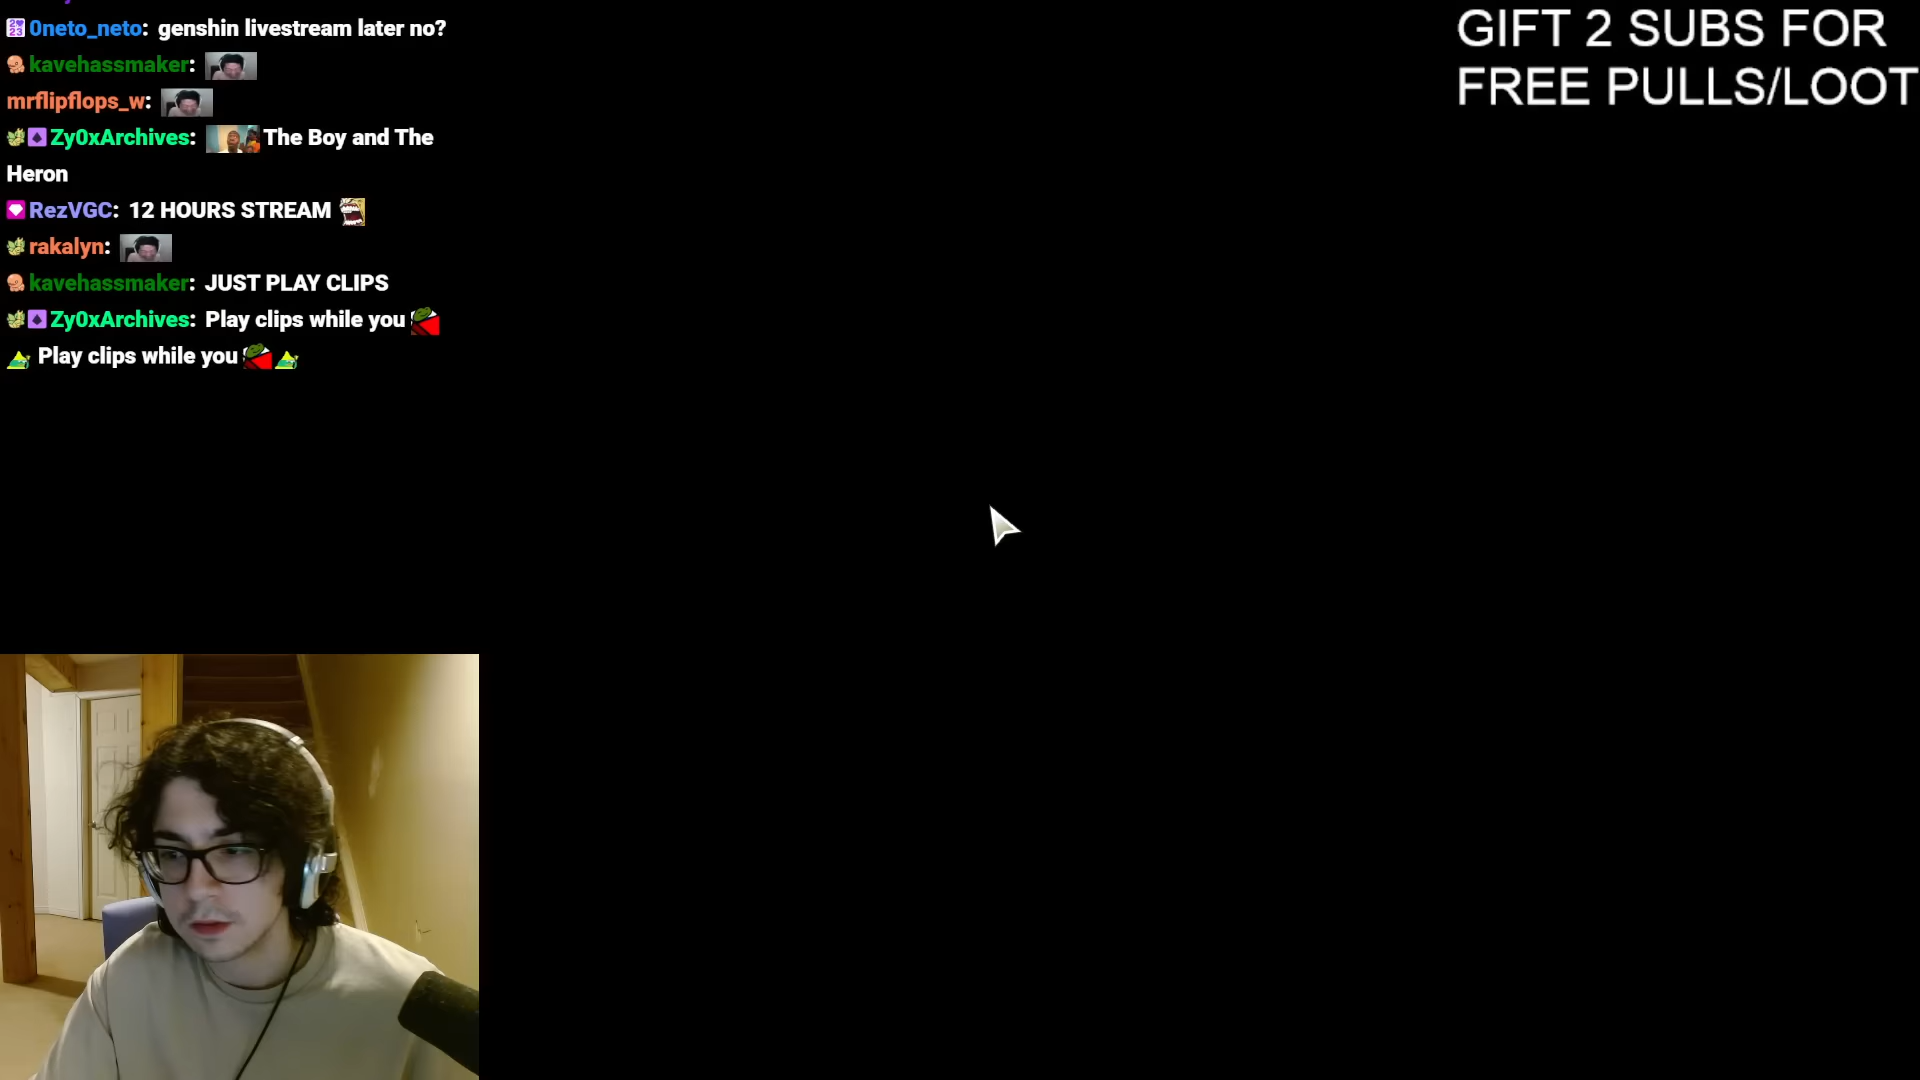 0neto_neto: genshin livestream later no?
kavehassmaker:
mrflipflops_w:
Zy0xArchives: The Boy and The
Heron
RezVGC: 12 HOURS STREAM
rakalyn:
kavehassmaker: JUST PLAY CLIPS
Zy0xArchives: Play clips while you
Play clips while you
GIFT 2 SUBS FOR
FREE PULLS/LOOT